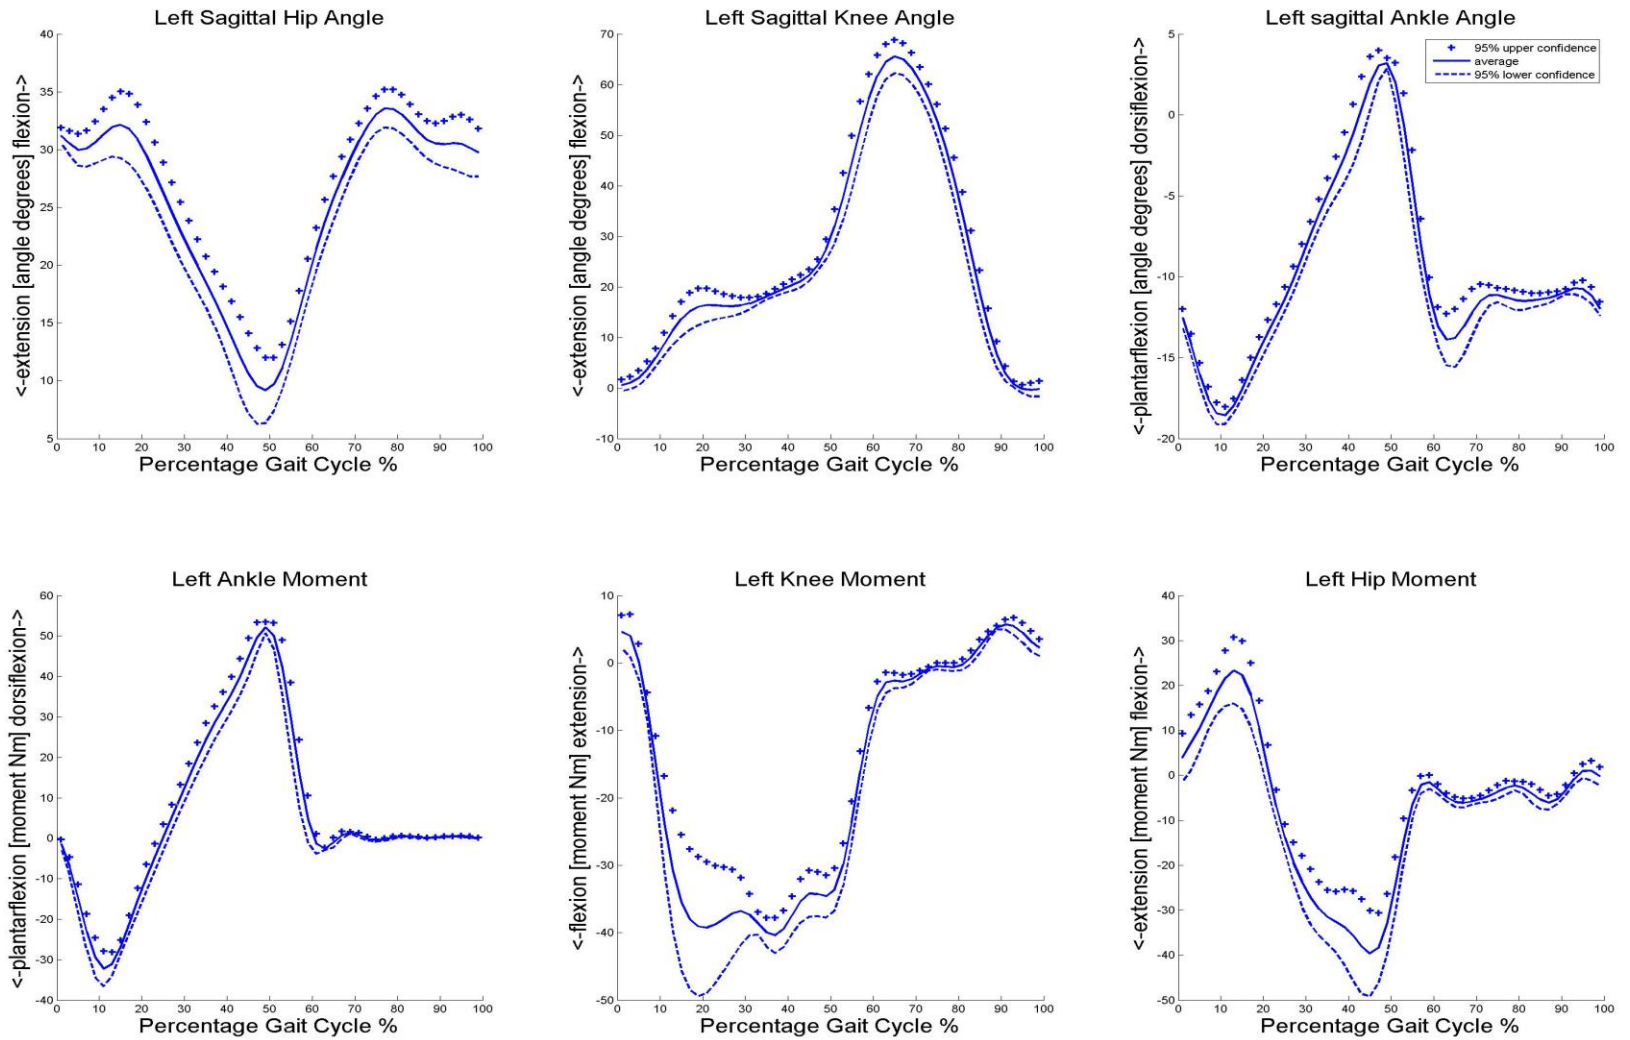 Left Sagittal Hip Angle
<-extension [angle degrees] flexion->
40
35
30
25
20
15
10
5
0 10 20 30 40 50 60 70 80 90 100
Percentage Gait Cycle %
Left Sagittal Knee Angle
<-extension [angle degrees] flexion->
70
60
50
40
30
20
10
0
-10
0 10 20 30 40 50 60 70 80 90 100
Percentage Gait Cycle %
Left sagittal Ankle Angle
<-plantarflexion [angle degrees] dorsiflexion->
5
0
-5
-10
-15
-20
0 10 20 30 40 50 60 70 80 90 100
Percentage Gait Cycle %
95% upper confidence
average
95% lower confidence
Left Ankle Moment
<-plantarflexion [moment Nm] dorsiflexion->
60
50
40
30
20
10
0
-10
-20
-30
-40
0 10 20 30 40 50 60 70 80 90 100
Percentage Gait Cycle %
Left Knee Moment
<-flexion [moment Nm] extension->
10
0
-10
-20
-30
-40
-50
0 10 20 30 40 50 60 70 80 90 100
Percentage Gait Cycle %
Left Hip Moment
<-extension [moment Nm] flexion->
40
30
20
10
0
-10
-20
-30
-40
-50
0 10 20 30 40 50 60 70 80 90 100
Percentage Gait Cycle %